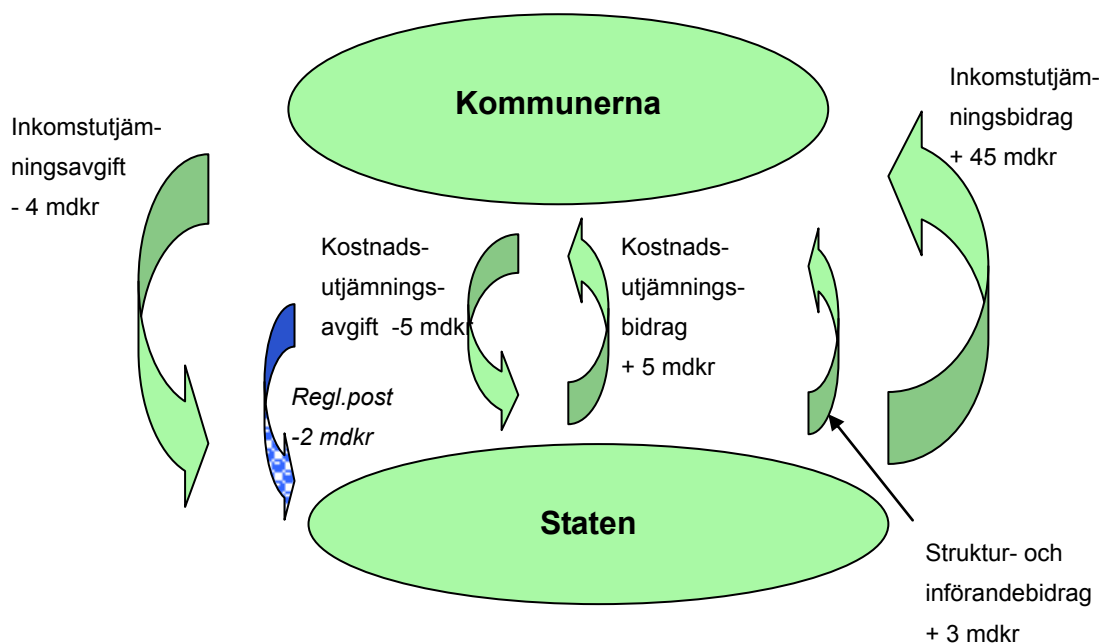 Kommunerna
Inkomstutjäm-
ningsavgift
- 4 mdkr
Inkomstutjäm-
ningsbidrag
+ 45 mdkr
Kostnads-
utjämnings-
avgift -5 mdkr
Kostnads-
utjämnings-
bidrag
+ 5 mdkr
Regl.post
-2 mdkr
Staten
Struktur- och
införandebidrag
+ 3 mdkr